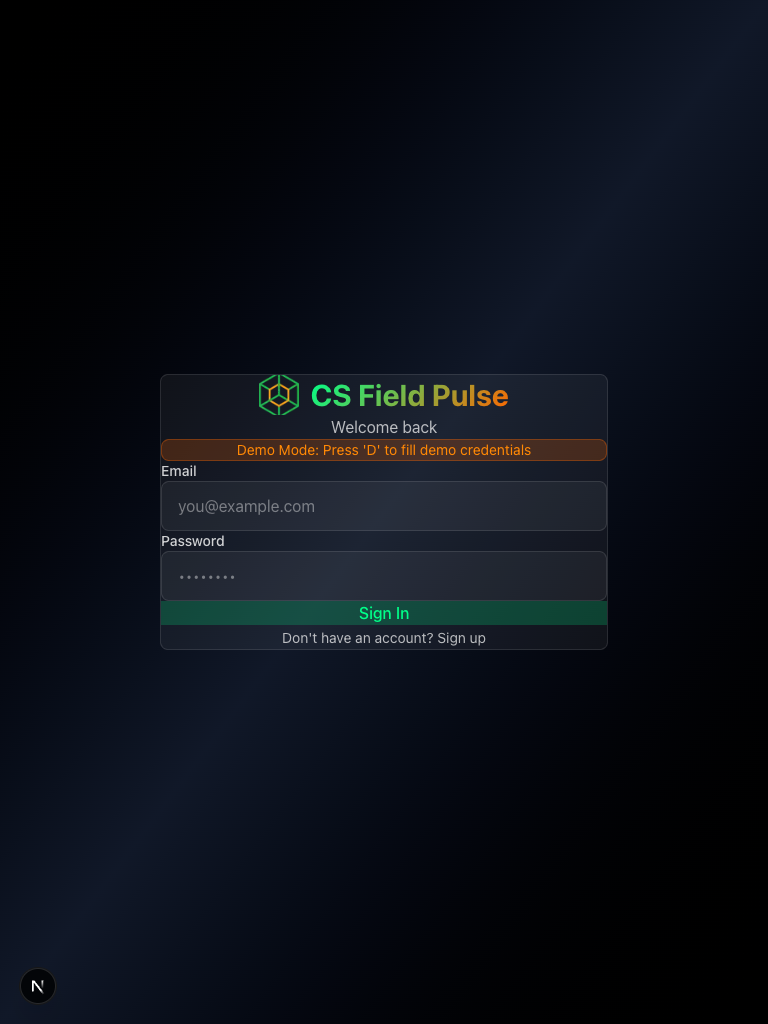 CS Field Pulse
Welcome back
Demo Mode: Press 'D' to fill demo credentials
Email
you@example.com
Password
••••••••
Sign In
Don't have an account? Sign up
N